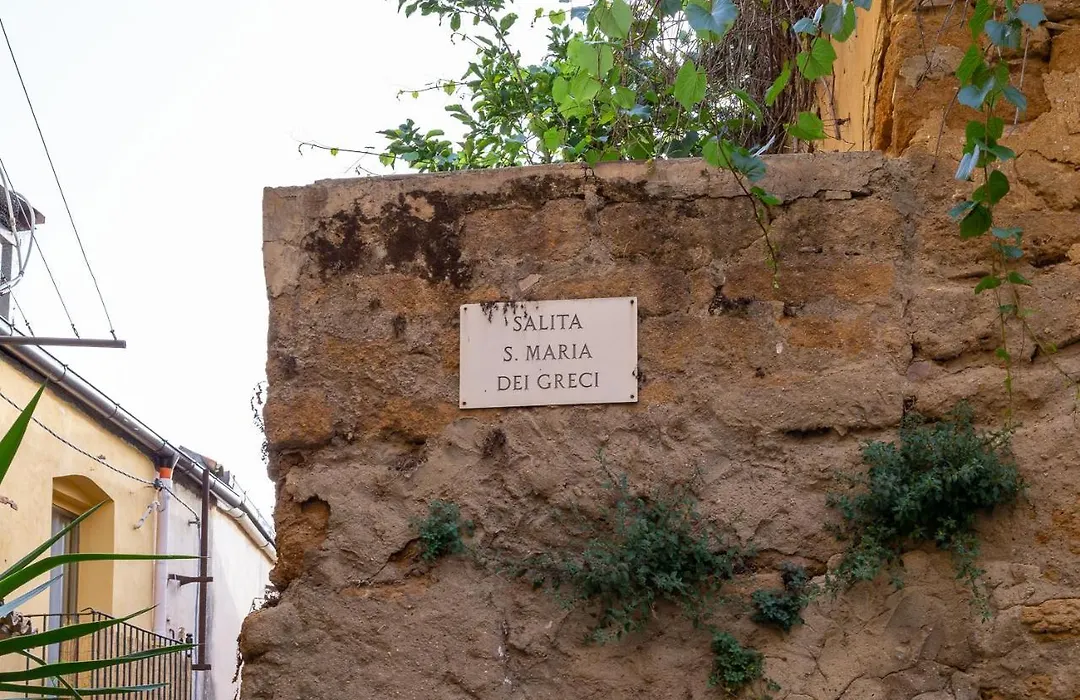 SALITA
S. MARIA
DEI GRECI